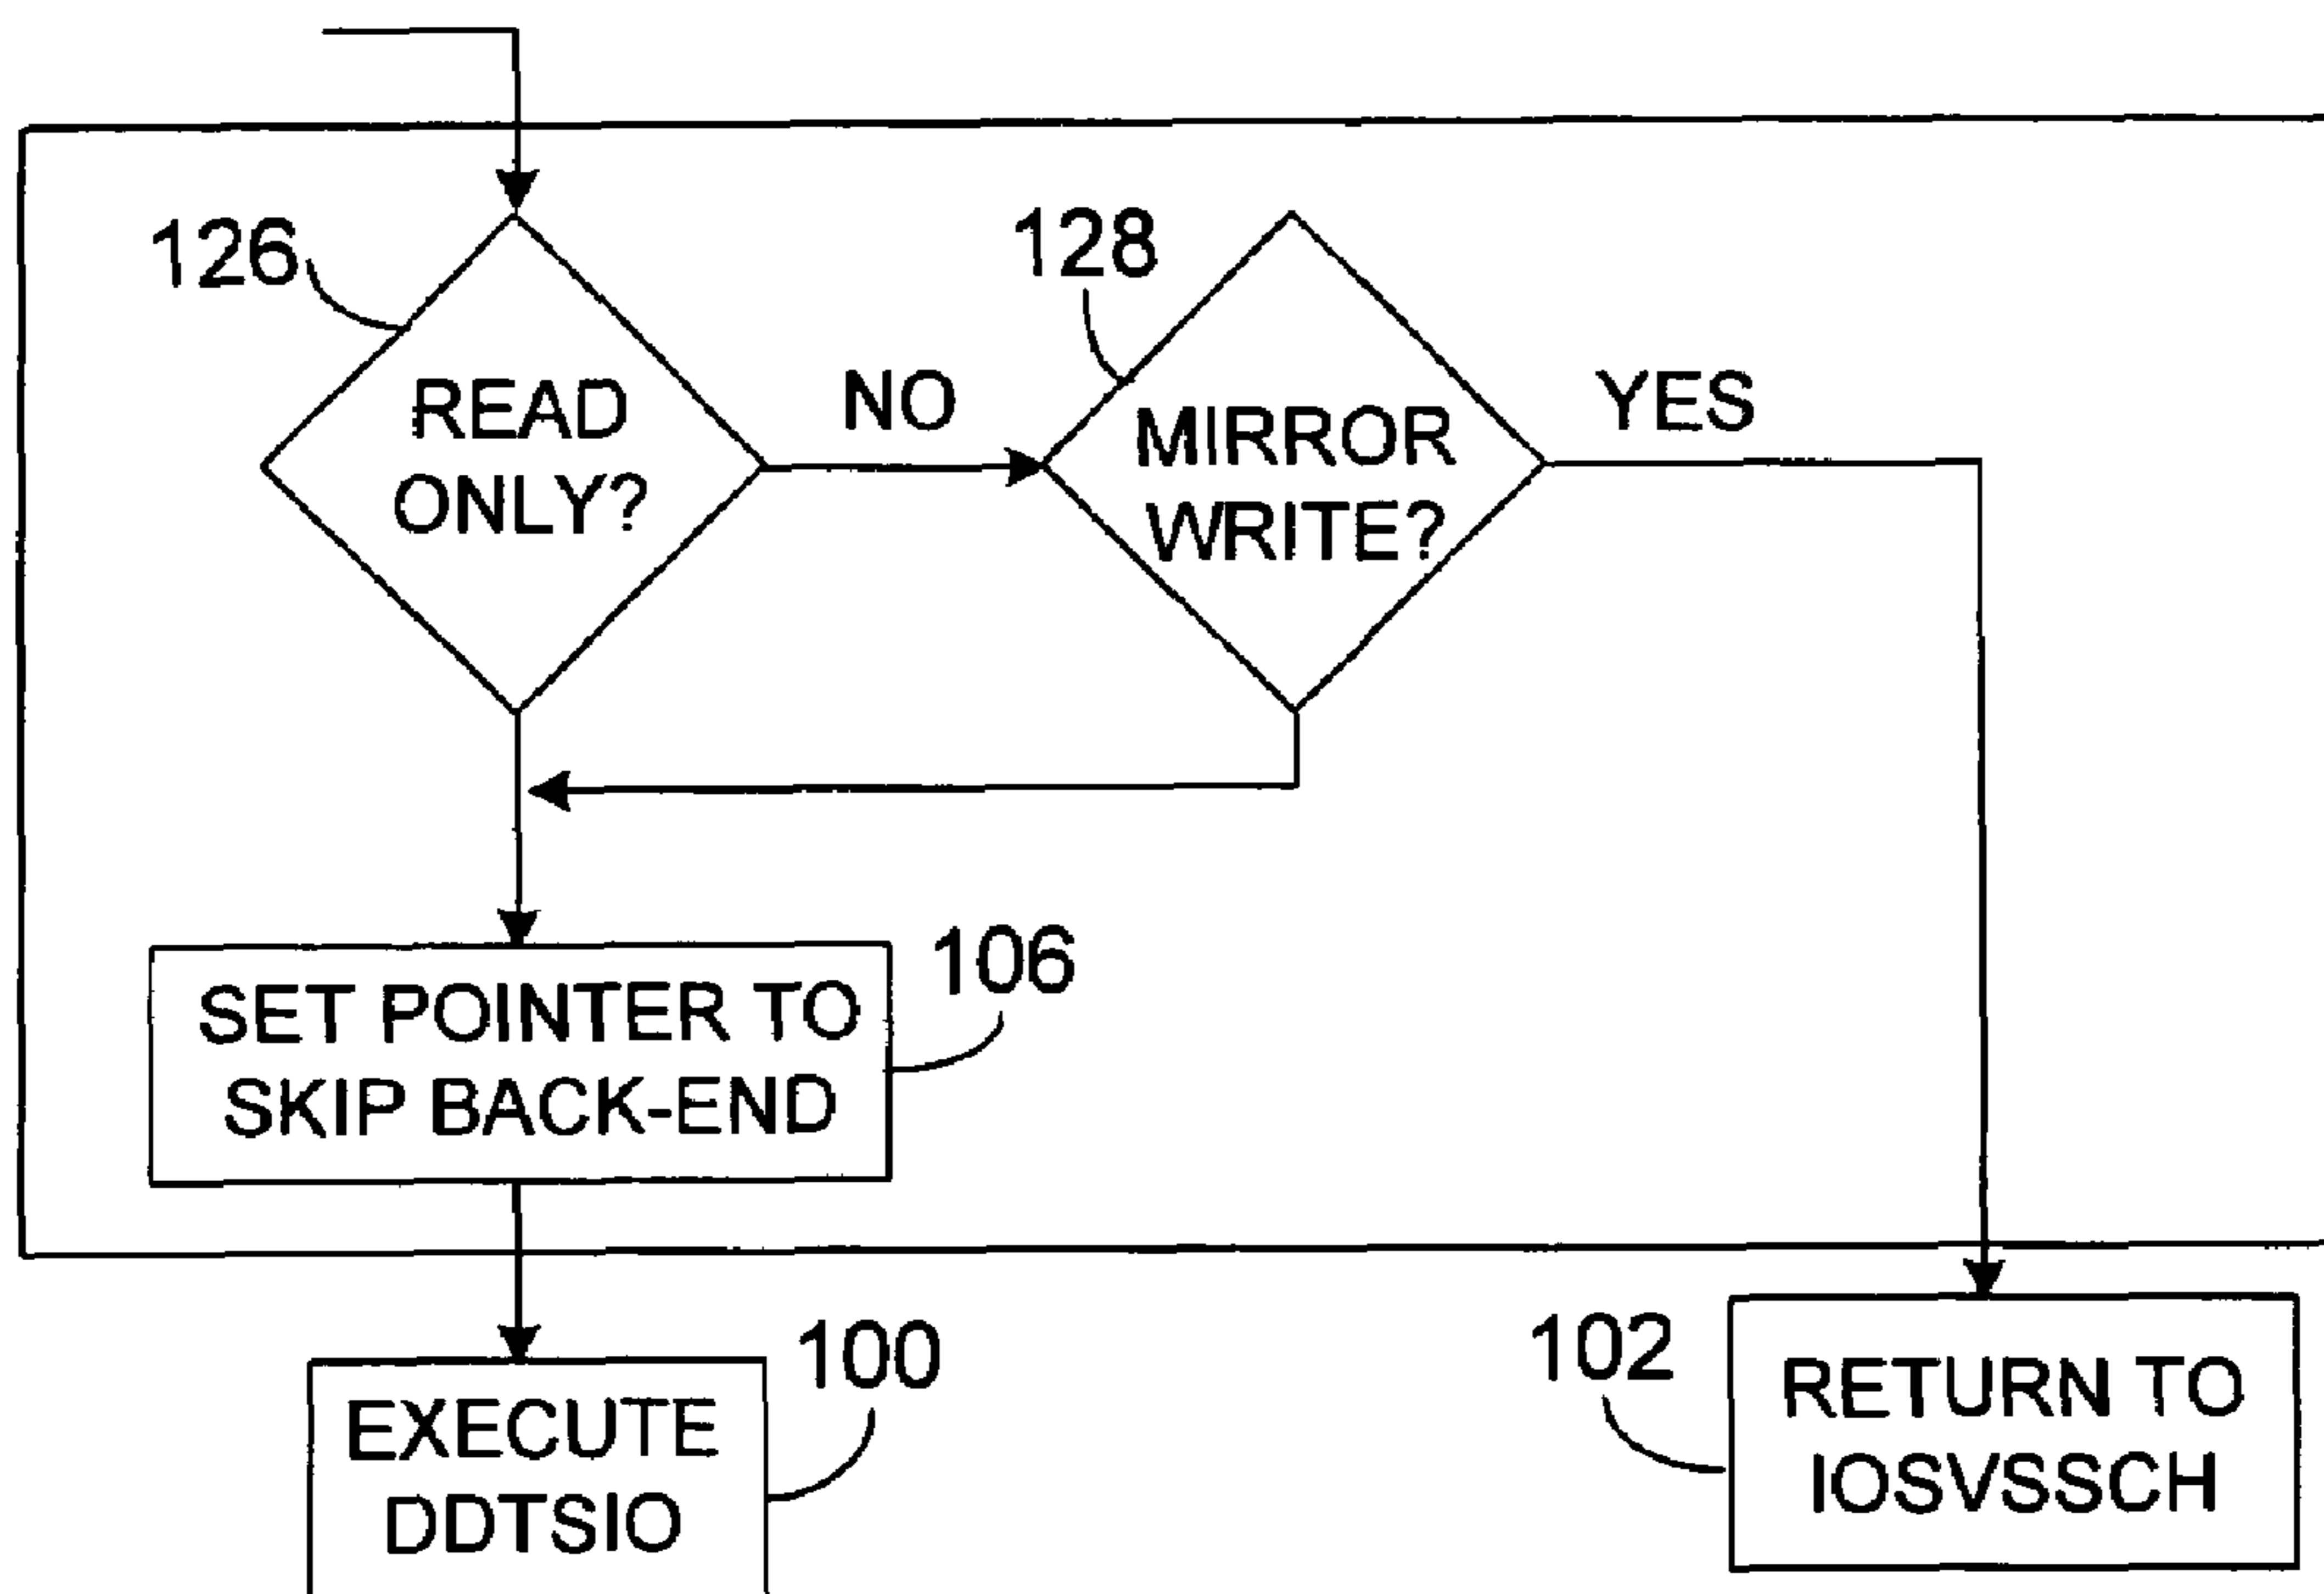 126
READ
ONLY?
NO
128
MIRROR
WRITE?
YES
SET POINTER TO
SKIP BACK-END
106
EXECUTE
DDTSIO
100
102
RETURN TO
IOSVSSCH